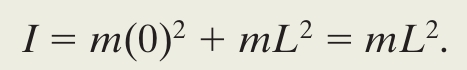 I = m(0)² + mL² = mL².